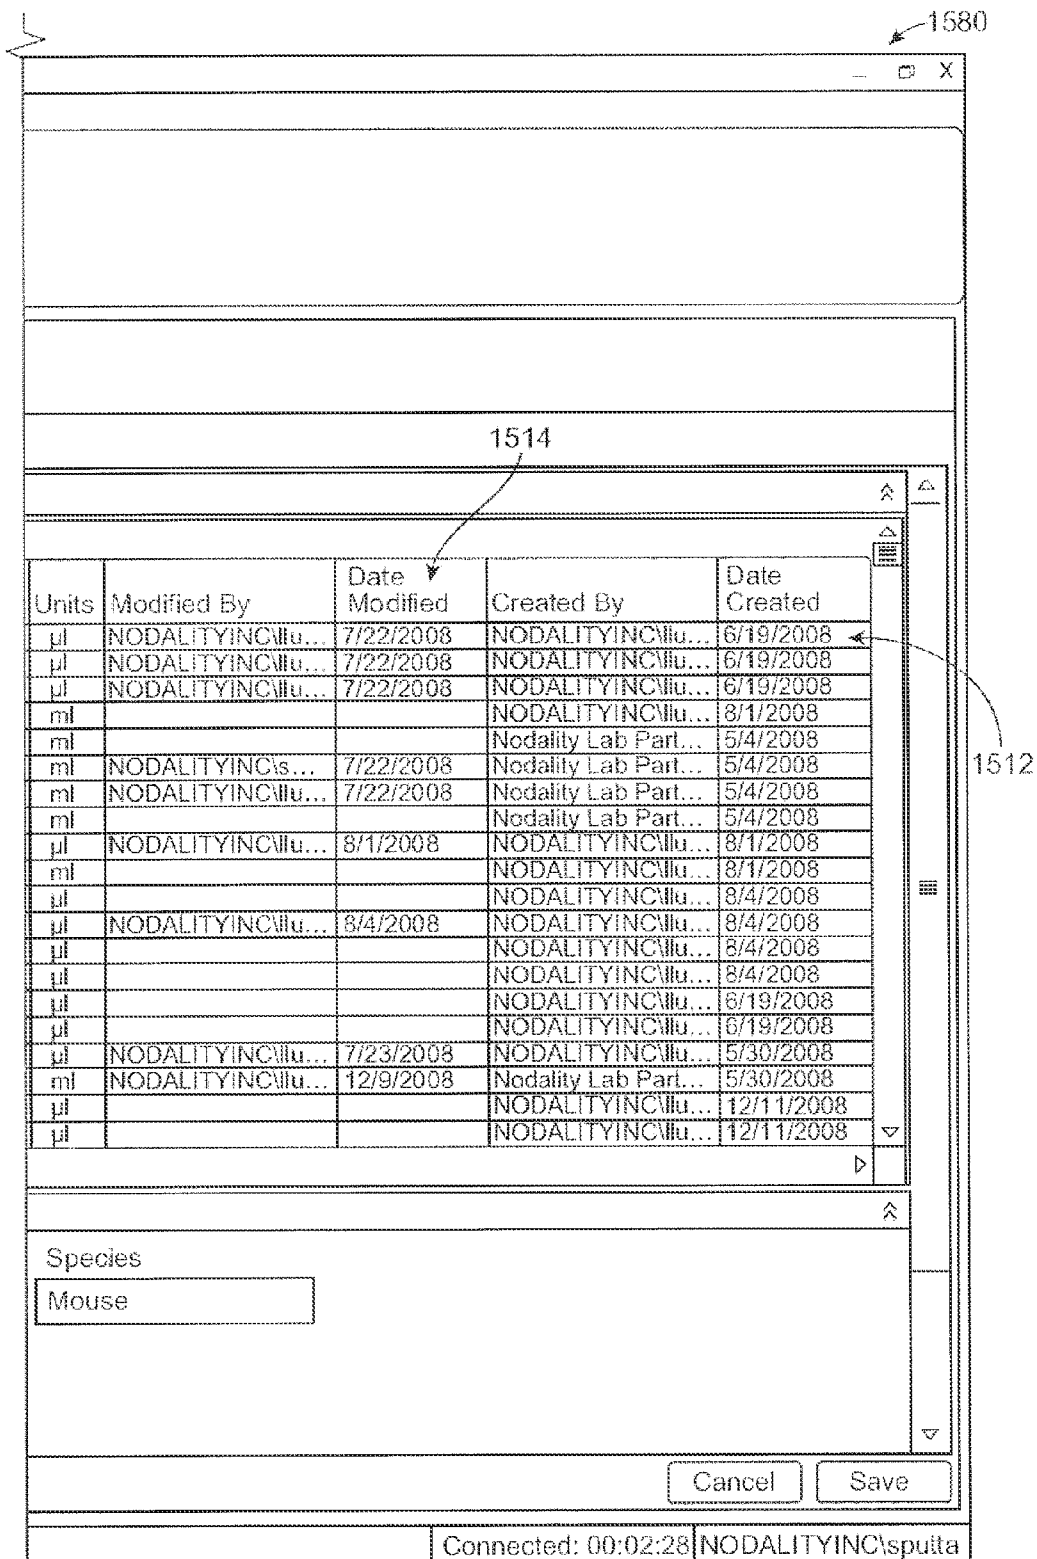 1580
X
1514
Units Modified By Date Modified Created By Date Created
µl NODALITYINC\llu... 7/22/2008 NODALITYINC\llu... 6/19/2008
µl NODALITYINC\llu... 7/22/2008 NODALITYINC\llu... 6/19/2008
µl NODALITYINC\llu... 7/22/2008 NODALITYINC\llu... 6/19/2008
ml NODALITYINC\llu... 8/1/2008
ml Nodality Lab Part... 5/4/2008
1512
ml NODALITYINC\s... 7/22/2008 Nodality Lab Part... 5/4/2008
ml NODALITYINC\llu... 7/22/2008 Nodality Lab Part... 5/4/2008
ml Nodality Lab Part... 5/4/2008
µl NODALITYINC\llu... 8/1/2008 NODALITYINC\llu... 8/1/2008
ml NODALITYINC\llu... 8/1/2008
µl NODALITYINC\llu... 8/4/2008
µl NODALITYINC\llu... 8/4/2008 NODALITYINC\llu... 8/4/2008
µl NODALITYINC\llu... 8/4/2008
µl NODALITYINC\llu... 8/4/2008
µl NODALITYINC\llu... 6/19/2008
µl NODALITYINC\llu... 6/19/2008
µl NODALITYINC\llu... 7/23/2008 NODALITYINC\llu... 5/30/2008
ml NODALITYINC\llu... 12/9/2008 Nodality Lab Part... 5/30/2008
µl NODALITYINC\llu... 12/11/2008
µl NODALITYINC\llu... 12/11/2008
Species
Mouse
Cancel Save
Connected: 00:02:28 NODALITYINC\sputta